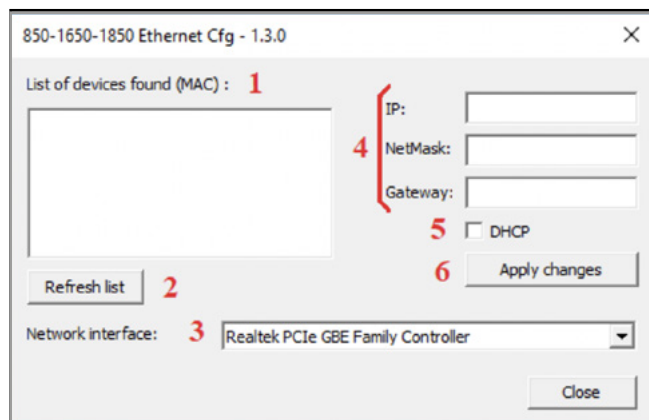 850-1650-1850 Ethernet Cfg - 1.3.0
List of devices found (MAC) : 1
4
IP:
NetMask:
Gateway:
5 DHCP
6 Apply changes
Refresh list 2
Network interface: 3 Realtek PCIe GBE Family Controller
Close